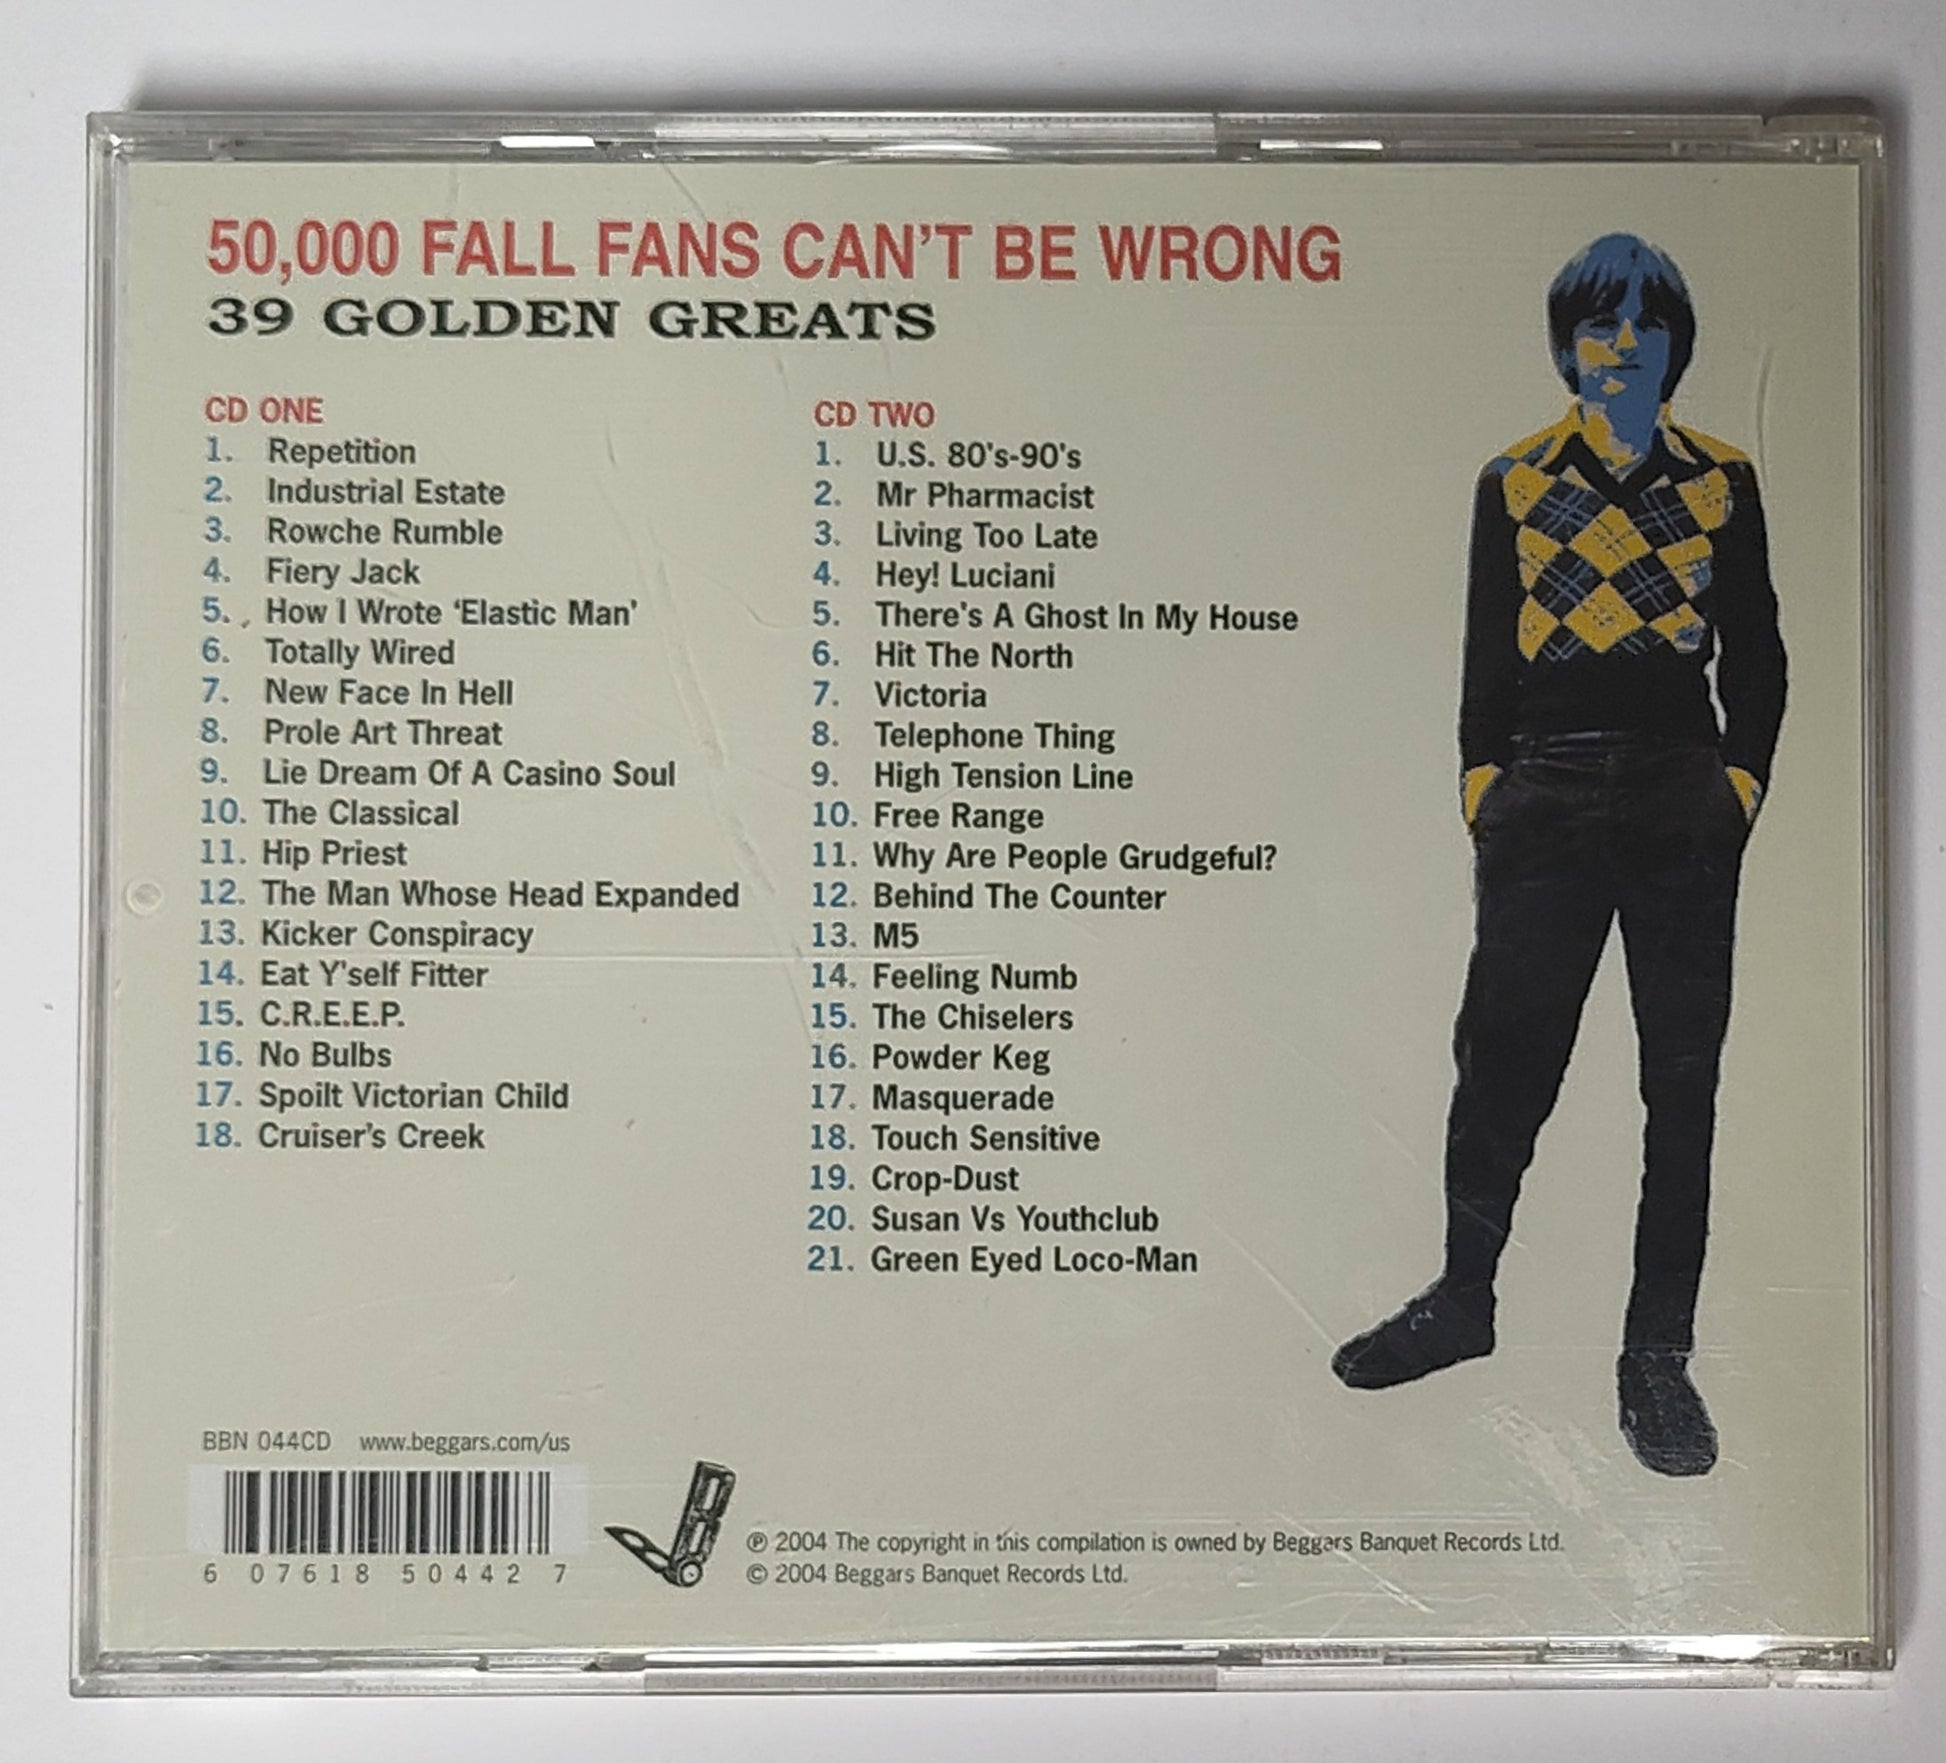 50,000 FALL FANS CAN'T BE WRONG
39 GOLDEN GREATS
CD ONE
1. Repetition
2. Industrial Estate
3. Rowche Rumble
4. Fiery Jack
5. How I Wrote ‘Elastic Man’
6. Totally Wired
7. New Face In Hell
8. Prole Art Threat
9. Lie Dream Of A Casino Soul
10. The Classical
11. Hip Priest
12. The Man Whose Head Expanded
13. Kicker Conspiracy
14. Eat Y'self Fitter
15. C.R.E.E.P.
16. No Bulbs
17. Spoilt Victorian Child
18. Cruiser's Creek
CD TWO
1. U.S. 80's-90's
2. Mr Pharmacist
3. Living Too Late
4. Hey! Luciani
5. There's A Ghost In My House
6. Hit The North
7. Victoria
8. Telephone Thing
9. High Tension Line
10. Free Range
11. Why Are People Grudgeful?
12. Behind The Counter
13. M5
14. Feeling Numb
15. The Chiselers
16. Powder Keg
17. Masquerade
18. Touch Sensitive
19. Crop-Dust
20. Susan Vs Youthclub
21. Green Eyed Loco-Man
BBN 044CD www.beggars.com/us
6 07618 50442 7
℗ 2004 The copyright in this compilation is owned by Beggars Banquet Records Ltd.
© 2004 Beggars Banquet Records Ltd.